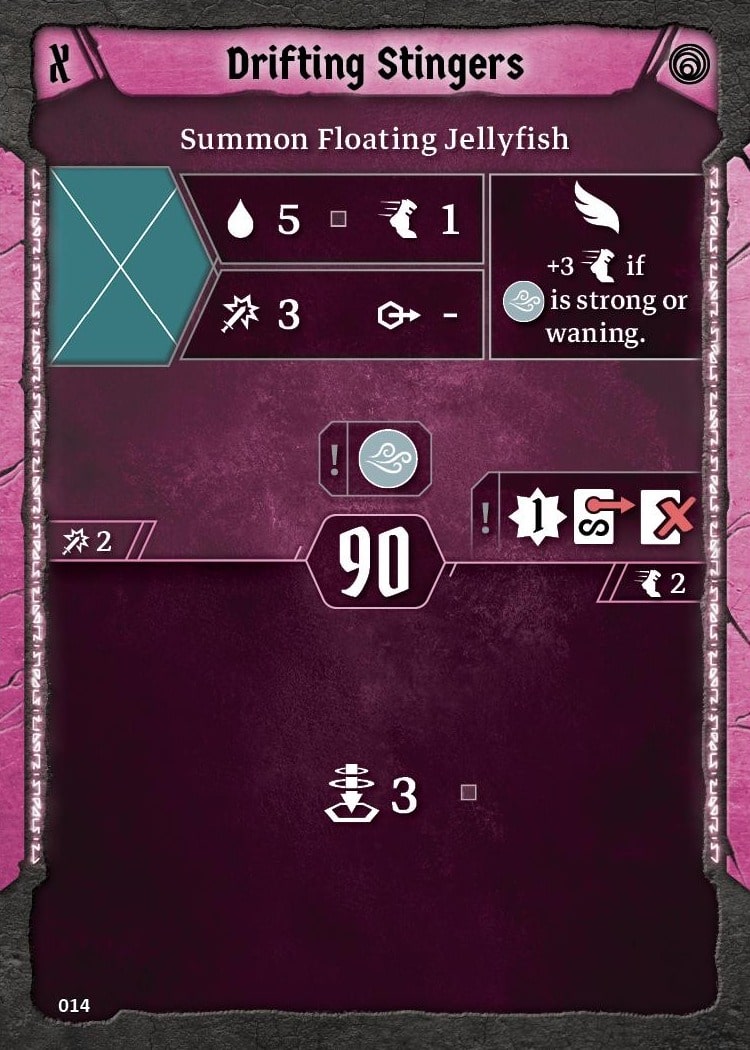 Drifting Stingers
Summon Floating Jellyfish
5 1
3 -
+3 if
is strong or
waning.
!
! 1
2
90
2
3
014